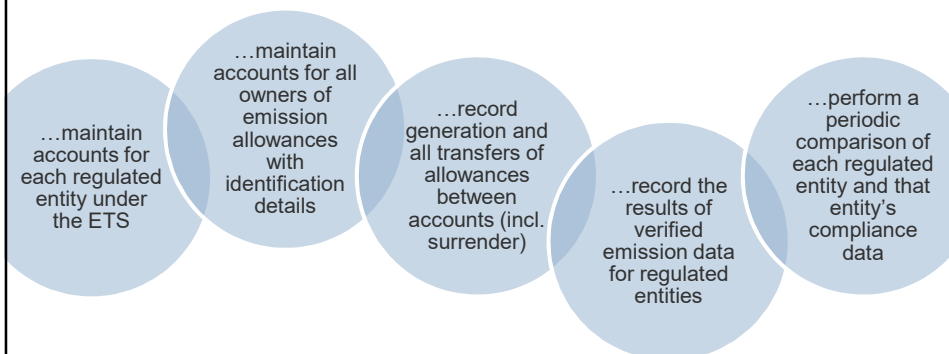 …maintain
accounts for
each regulated
entity under
the ETS
…maintain
accounts for all
owners of
emission
allowances
with
identification
details
…record
generation and
all transfers of
allowances
between
accounts (incl.
surrender)
…record the
results of
verified
emission data
for regulated
entities
…perform a
periodic
comparison of
each regulated
entity and that
entity’s
compliance
data